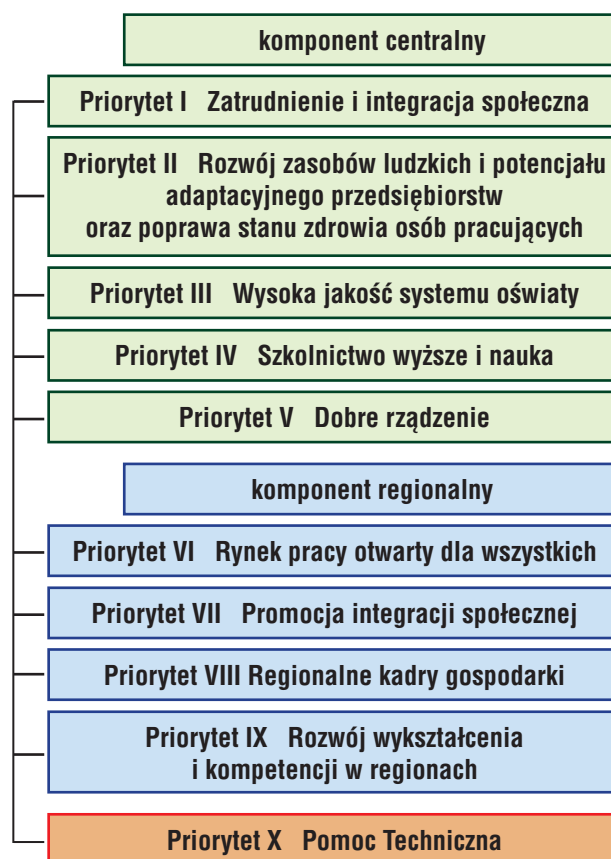 komponent centralny
Priorytet I Zatrudnienie i integracja społeczna
Priorytet II Rozwój zasobów ludzkich i potencjału
adaptacyjnego przedsiębiorstw
oraz poprawa stanu zdrowia osób pracujących
Priorytet III Wysoka jakość systemu oświaty
Priorytet IV Szkolnictwo wyższe i nauka
Priorytet V Dobre rządzenie
komponent regionalny
Priorytet VI Rynek pracy otwarty dla wszystkich
Priorytet VII Promocja integracji społecznej
Priorytet VIII Regionalne kadry gospodarki
Priorytet IX Rozwój wykształcenia
i kompetencji w regionach
Priorytet X Pomoc Techniczna